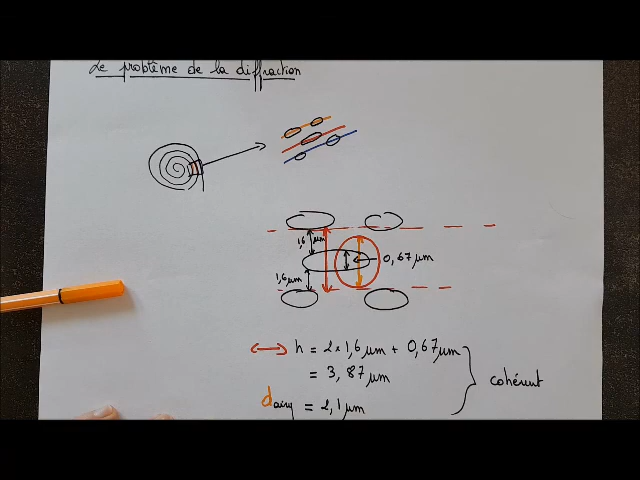 Le problème de la diffraction
1,6 µm
0,67 µm
1,6 µm
h = 2×1,6 µm + 0,67 µm
= 3,87 µm
cohérent
dairy = 2,1 µm